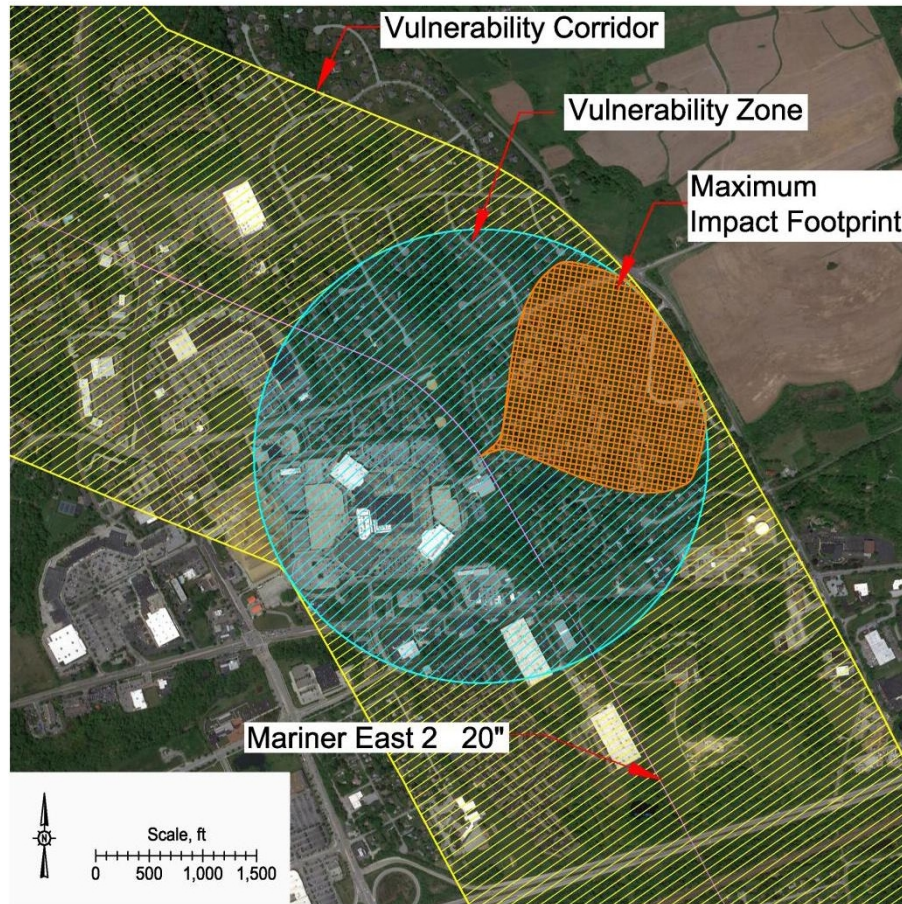 Vulnerability Corridor
Vulnerability Zone
Maximum
Impact Footprint
Mariner East 2 20"
N
Scale, ft
0 500 1,000 1,500